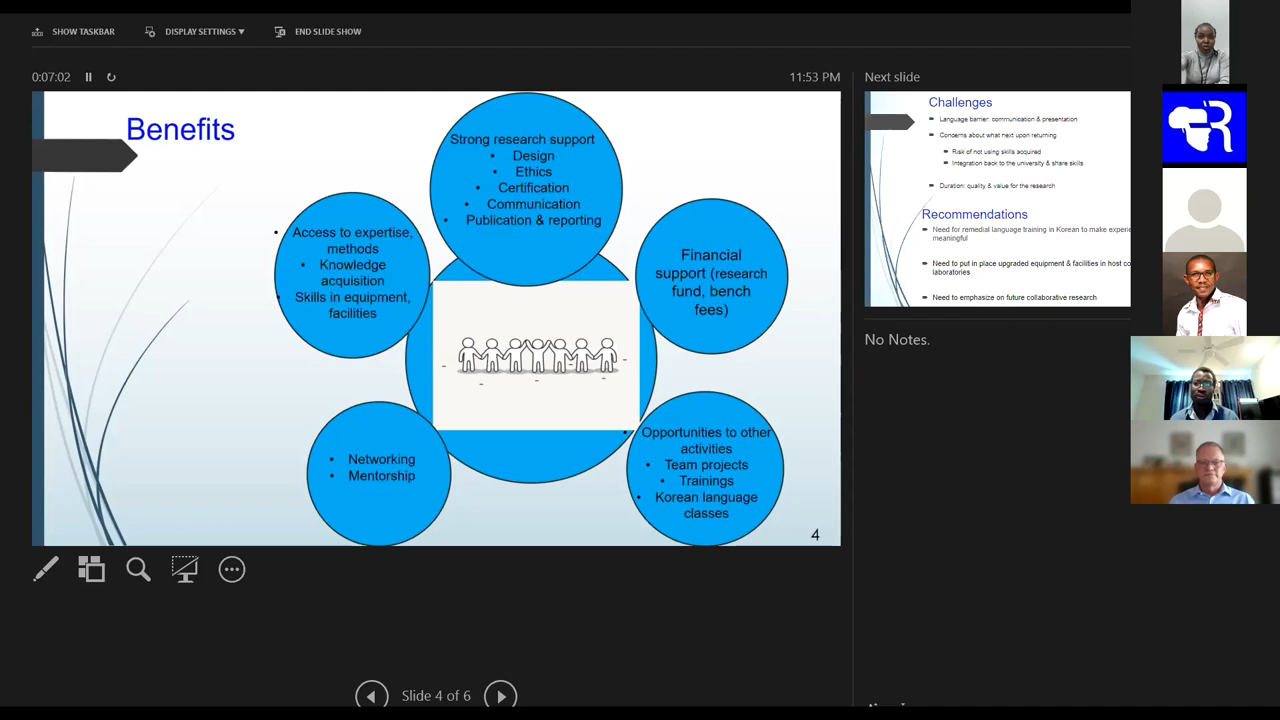 SHOW TASKBAR
DISPLAY SETTINGS ▼
END SLIDE SHOW
0:07:02
11:53 PM
Benefits
Strong research support
• Design
• Ethics
• Certification
• Communication
• Publication & reporting
• Access to expertise,
methods
• Knowledge
acquisition
• Skills in equipment,
facilities
Financial
support (research
fund, bench
fees)
• Networking
• Mentorship
• Opportunities to other
activities
• Team projects
• Trainings
• Korean language
classes
4
Slide 4 of 6
Next slide
Challenges
Language barrier: communication & presentation
Concerns about what next upon returning
Risk of not using skills acquired
Integration back to the university & share skills
Duration: quality & value for the research
Recommendations
Need for remedial language training in Korean to make
meaningful
Need to put in place upgraded equipment & facilities in host
laboratories
Need to emphasize on future collaborative research
No Notes.
R